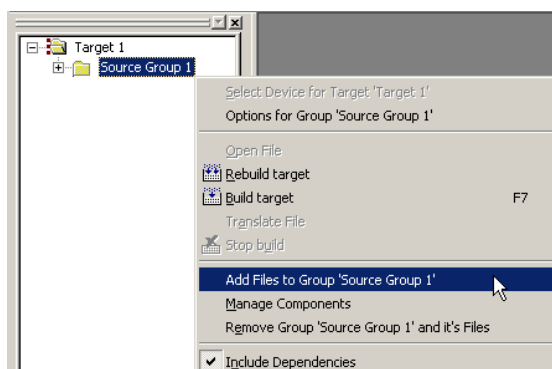 Target 1
Source Group 1
Select Device for Target 'Target 1'
Options for Group 'Source Group 1'
Open File
Rebuild target
Build target F7
Translate File
Stop build
Add Files to Group 'Source Group 1'
Manage Components
Remove Group 'Source Group 1' and it's Files
Include Dependencies